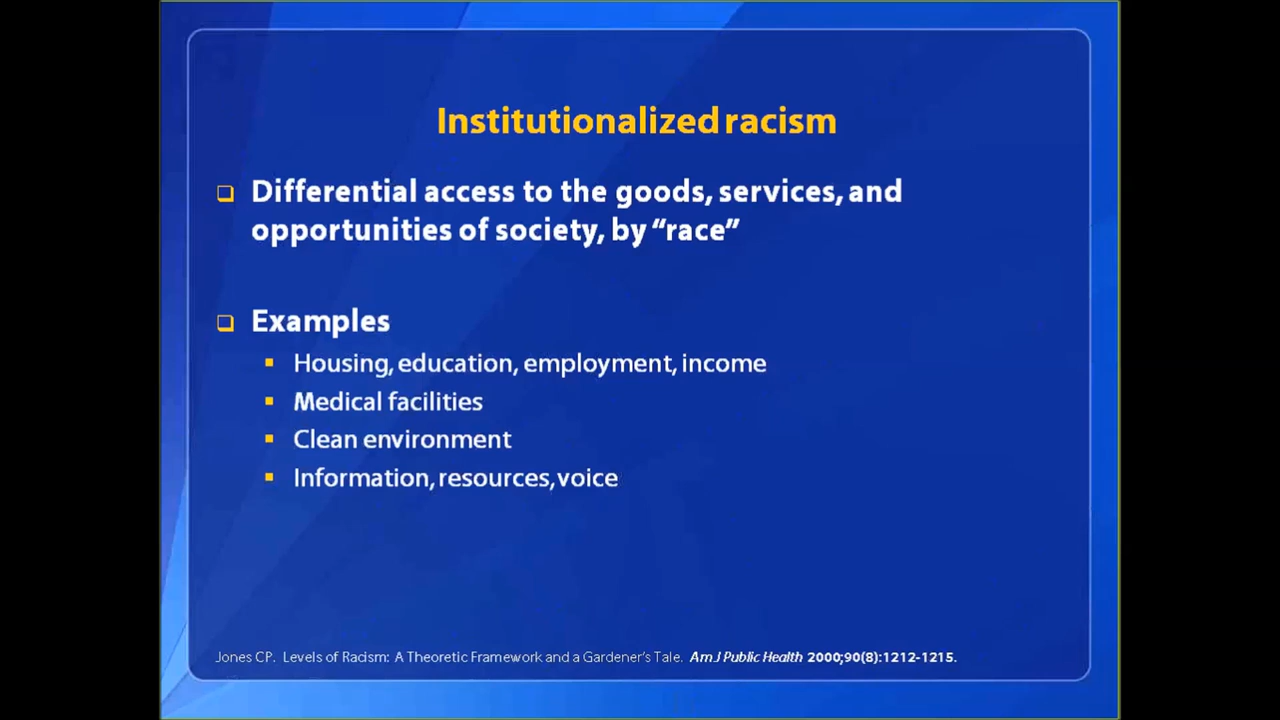 Institutionalized racism
Differential access to the goods, services, and
opportunities of society, by “race”
Examples
Housing, education, employment, income
Medical facilities
Clean environment
Information, resources, voice
Jones CP. Levels of Racism: A Theoretic Framework and a Gardener’s Tale. Am J Public Health 2000;90(8):1212-1215.